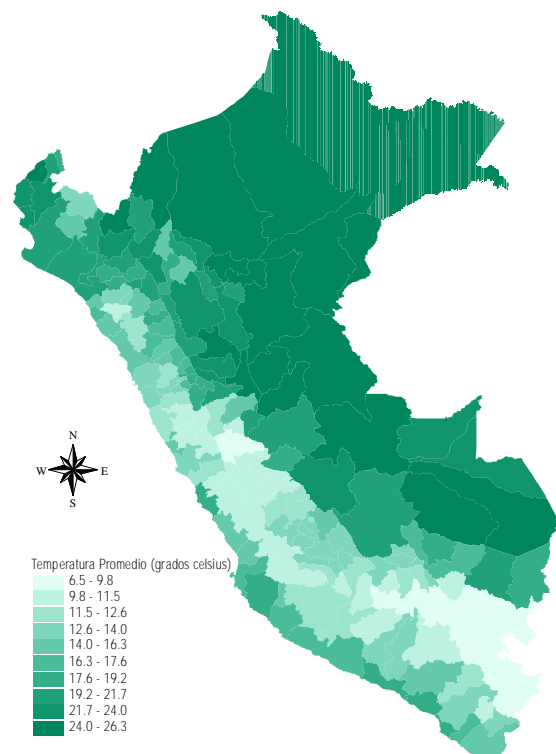 N
W E
S
Temperatura Promedio (grados celsius)
6.5 - 9.8
9.8 - 11.5
11.5 - 12.6
12.6 - 14.0
14.0 - 16.3
16.3 - 17.6
17.6 - 19.2
19.2 - 21.7
21.7 - 24.0
24.0 - 26.3